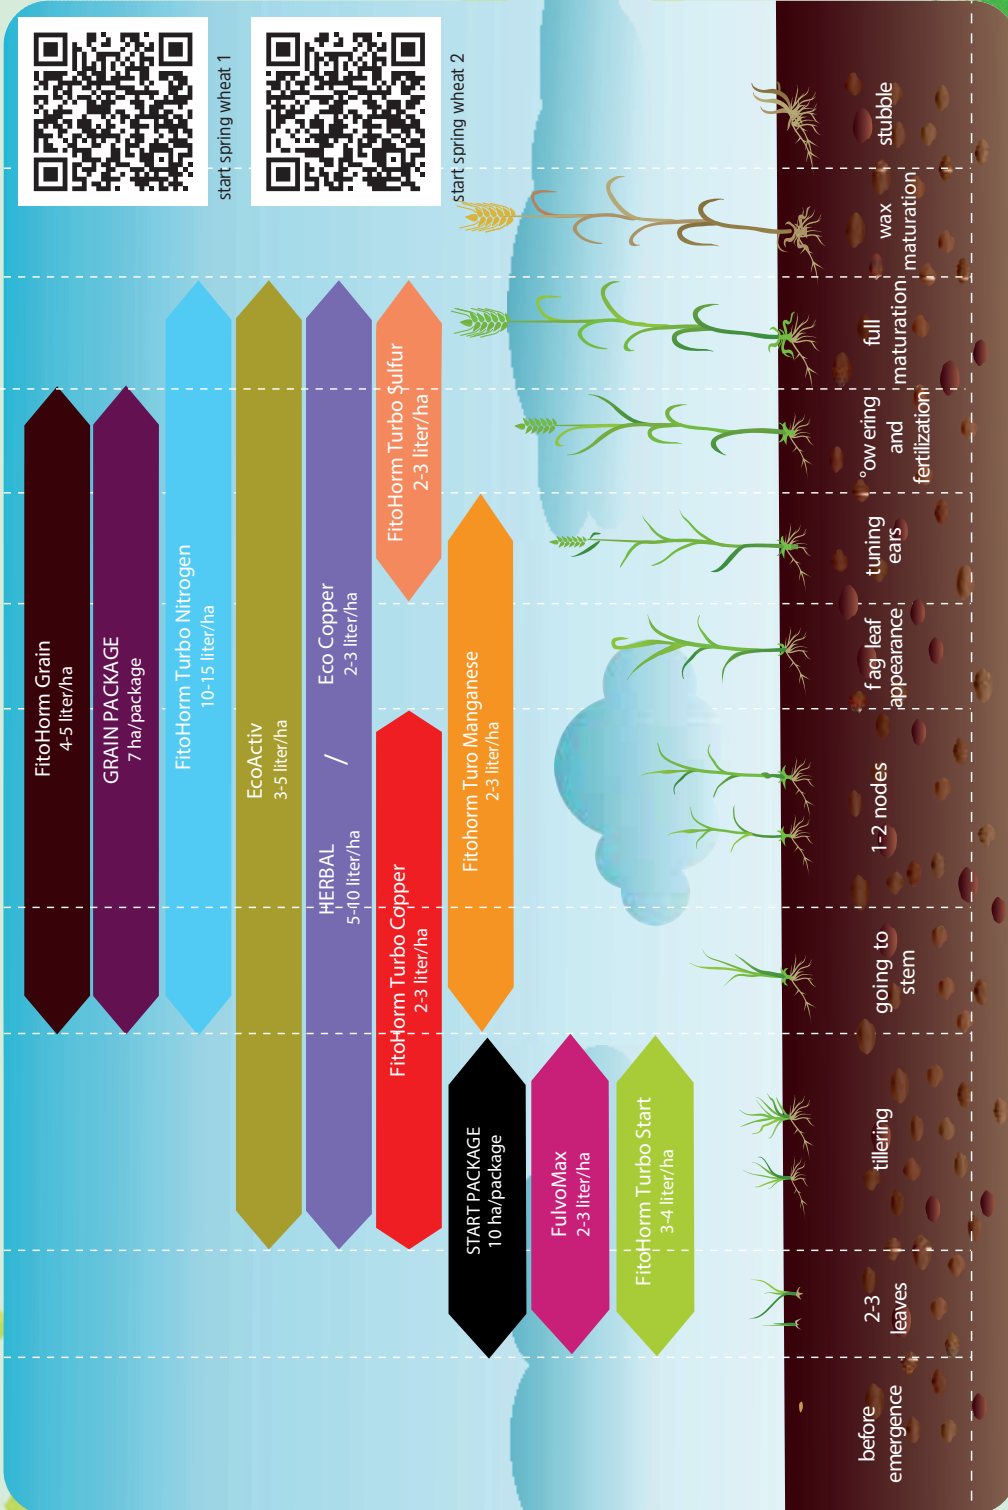 start spring wheat 1
start spring wheat 2
FitoHorm Grain
4-5 liter/ha
GRAIN PACKAGE
7 ha/package
FitoHorm Turbo Nitrogen
10-15 liter/ha
EcoActiv
3-5 liter/ha
HERBAL / Eco Copper
5-10 liter/ha 2-3 liter/ha
FitoHorm Turbo Copper
2-3 liter/ha
FitoHorm Turbo Sulfur
2-3 liter/ha
START PACKAGE
10 ha/package
Fitohorm Turo Manganese
2-3 liter/ha
FulvoMax
2-3 liter/ha
FitoHorm Turbo Start
3-4 liter/ha
before
emergence
2-3
leaves
tillering
going to
stem
1-2 nodes
f ag leaf
appearance
tuning
ears
°ow ering
and
fertilization
full
maturation
wax
maturation
stubble